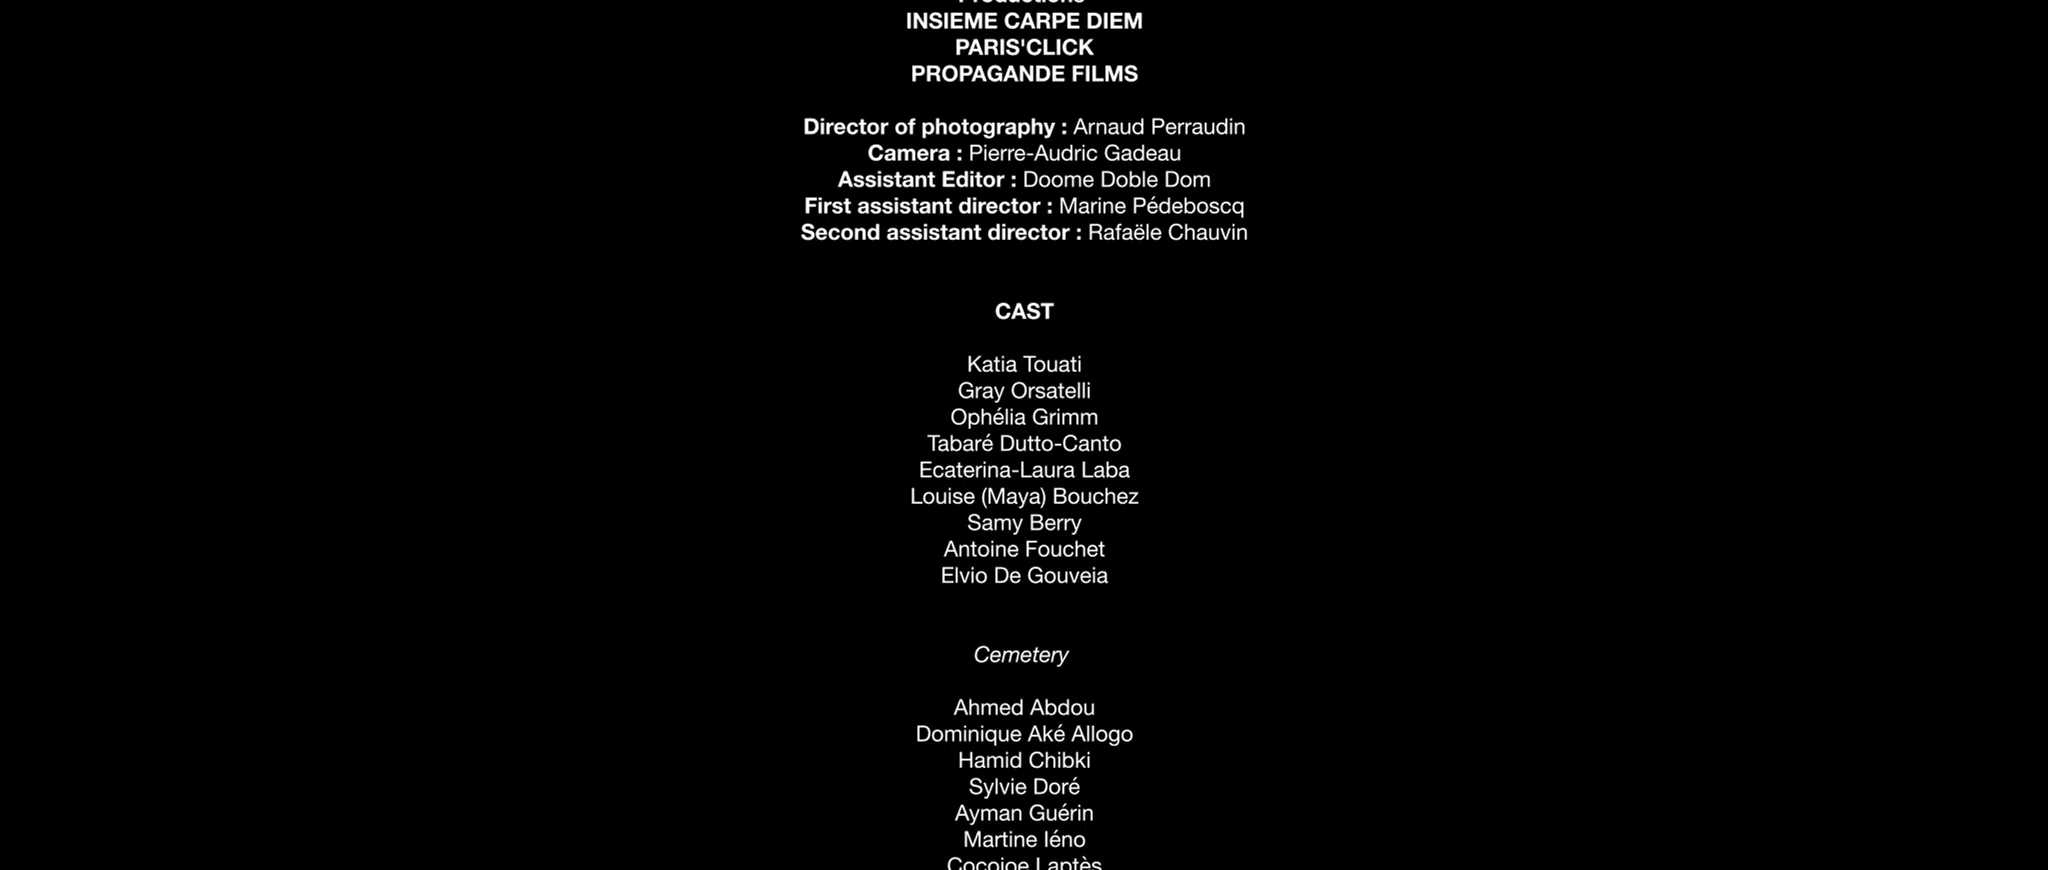 Productions
INSIEME CARPE DIEM
PARIS'CLICK
PROPAGANDE FILMS
Director of photography : Arnaud Perraudin
Camera : Pierre-Audric Gadeau
Assistant Editor : Doome Doble Dom
First assistant director : Marine Pédeboscq
Second assistant director : Rafaële Chauvin
CAST
Katia Touati
Gray Orsatelli
Ophélia Grimm
Tabaré Dutto-Canto
Ecaterina-Laura Laba
Louise (Maya) Bouchez
Samy Berry
Antoine Fouchet
Elvio De Gouveia
Cemetery
Ahmed Abdou
Dominique Aké Allogo
Hamid Chibki
Sylvie Doré
Ayman Guérin
Martine Iéno
Cocojoe Laptès